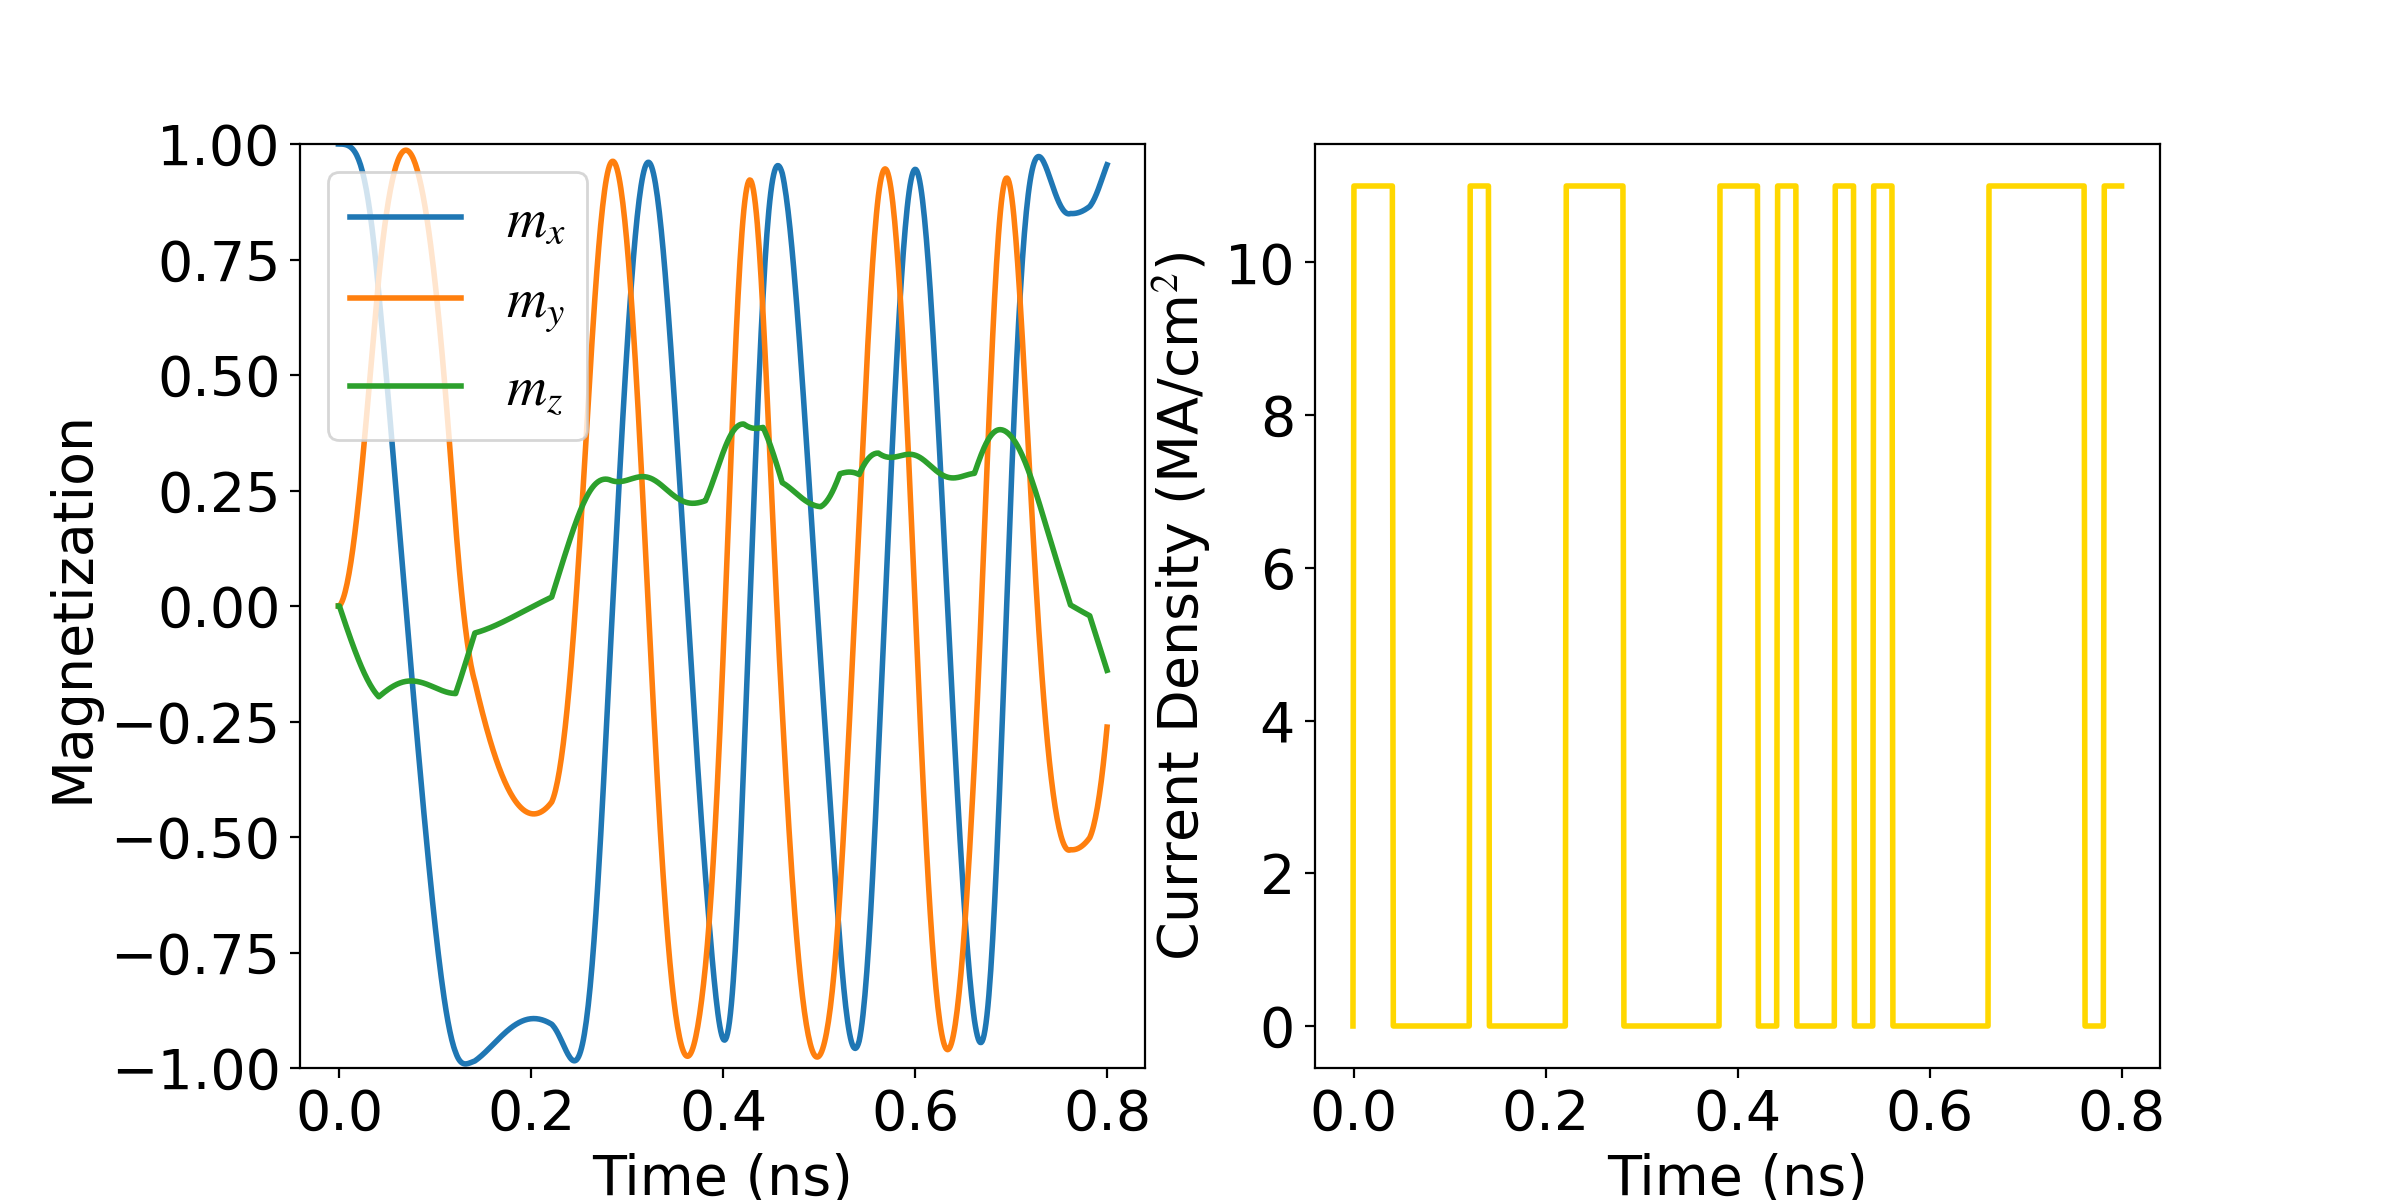 1.00
0.75
0.50
0.25
0.00
−0.25
−0.50
−0.75
−1.00
Magnetization
m_x
m_y
m_z
0.0 0.2 0.4 0.6 0.8
Time (ns)
Current Density (MA/cm²)
10
8
6
4
2
0
0.0 0.2 0.4 0.6 0.8
Time (ns)